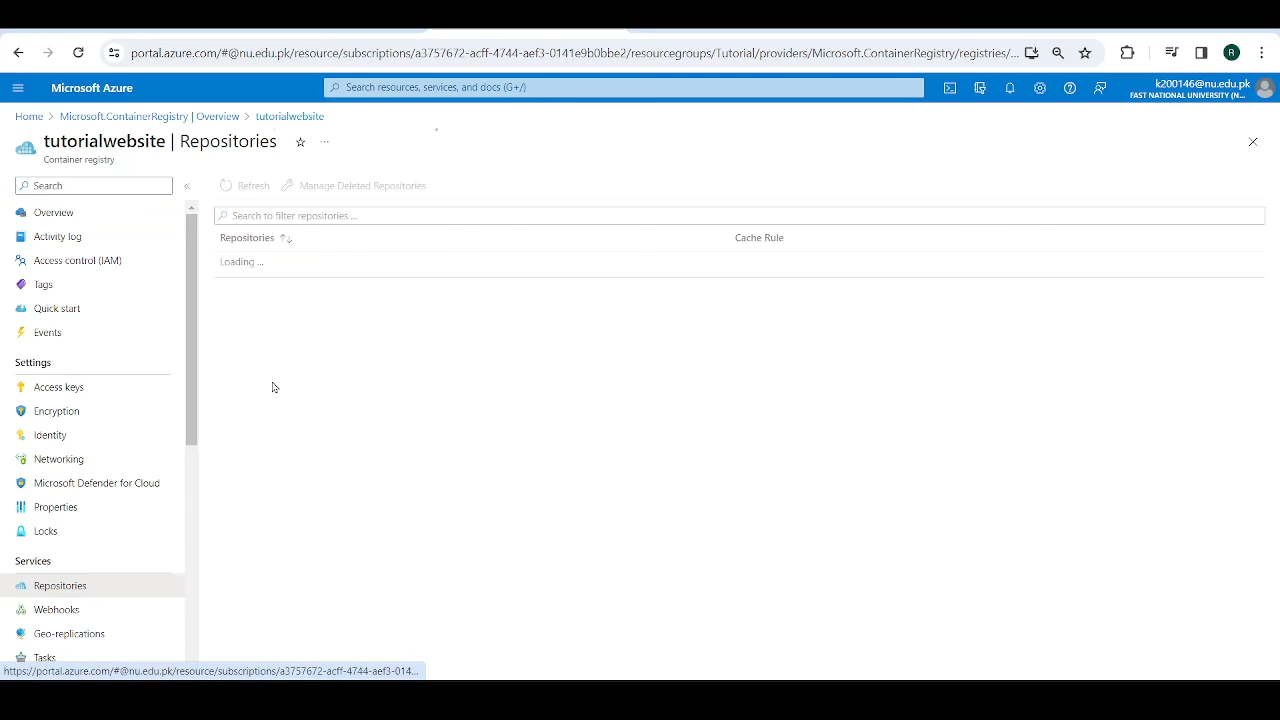 portal.azure.com/#@nu.edu.pk/resource/subscriptions/a3757672-acff-4744-aef3-0141e9b0bbe2/resourcegroups/Tutorial/providers/Microsoft.ContainerRegistry/registries/...
R
Microsoft Azure
Search resources, services, and docs (G+/)
k200146@nu.edu.pk
FAST NATIONAL UNIVERSITY (N...
Home > Microsoft.ContainerRegistry | Overview > tutorialwebsite
tutorialwebsite | Repositories
...
Container registry
Search
«
Refresh
Manage Deleted Repositories
Search to filter repositories ...
Repositories ↑↓
Cache Rule
Loading ...
Overview
Activity log
Access control (IAM)
Tags
Quick start
Events
Settings
Access keys
Encryption
Identity
Networking
Microsoft Defender for Cloud
Properties
Locks
Services
Repositories
Webhooks
Geo-replications
Tasks
https://portal.azure.com/#@nu.edu.pk/resource/subscriptions/a3757672-acff-4744-aef3-014...